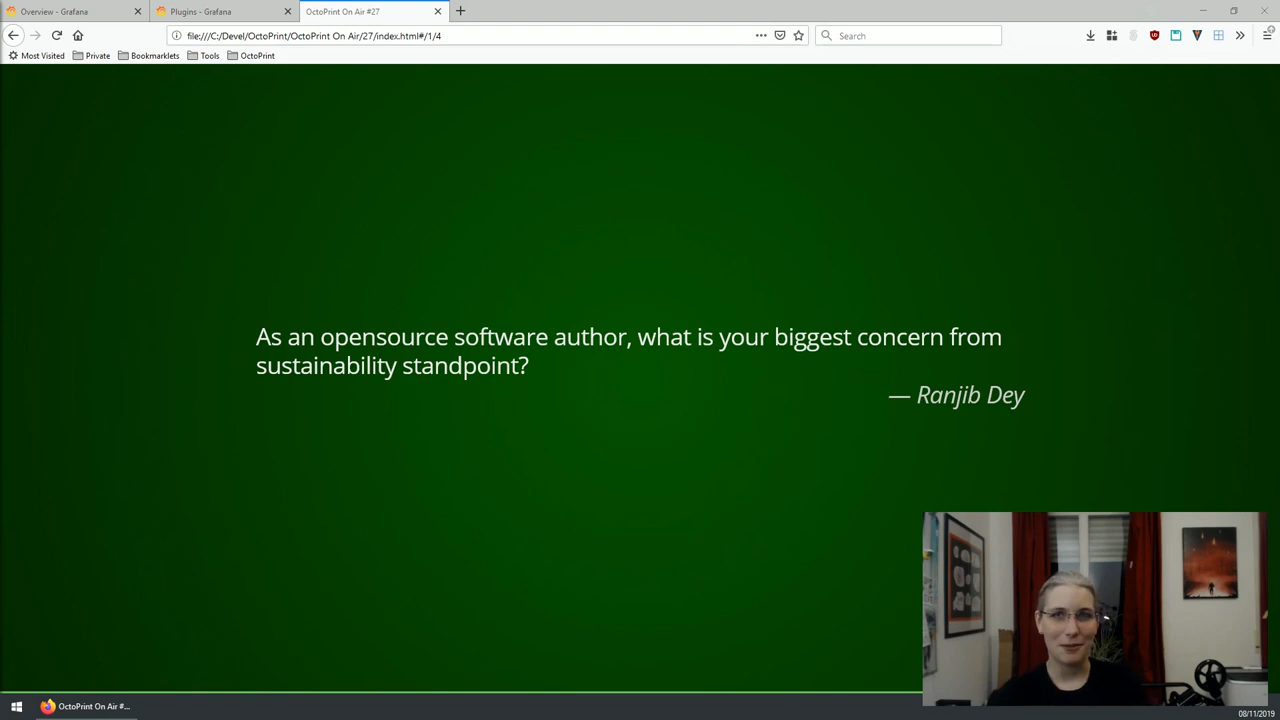 Overview - Grafana
Plugins - Grafana
OctoPrint On Air #27
file:///C:/Devel/OctoPrint/OctoPrint On Air/27/index.html#/1/4
Search
Most Visited
Private
Bookmarklets
Tools
OctoPrint
As an opensource software author, what is your biggest concern from
sustainability standpoint?
— Ranjib Dey
OctoPrint On Air #...
08/11/2019